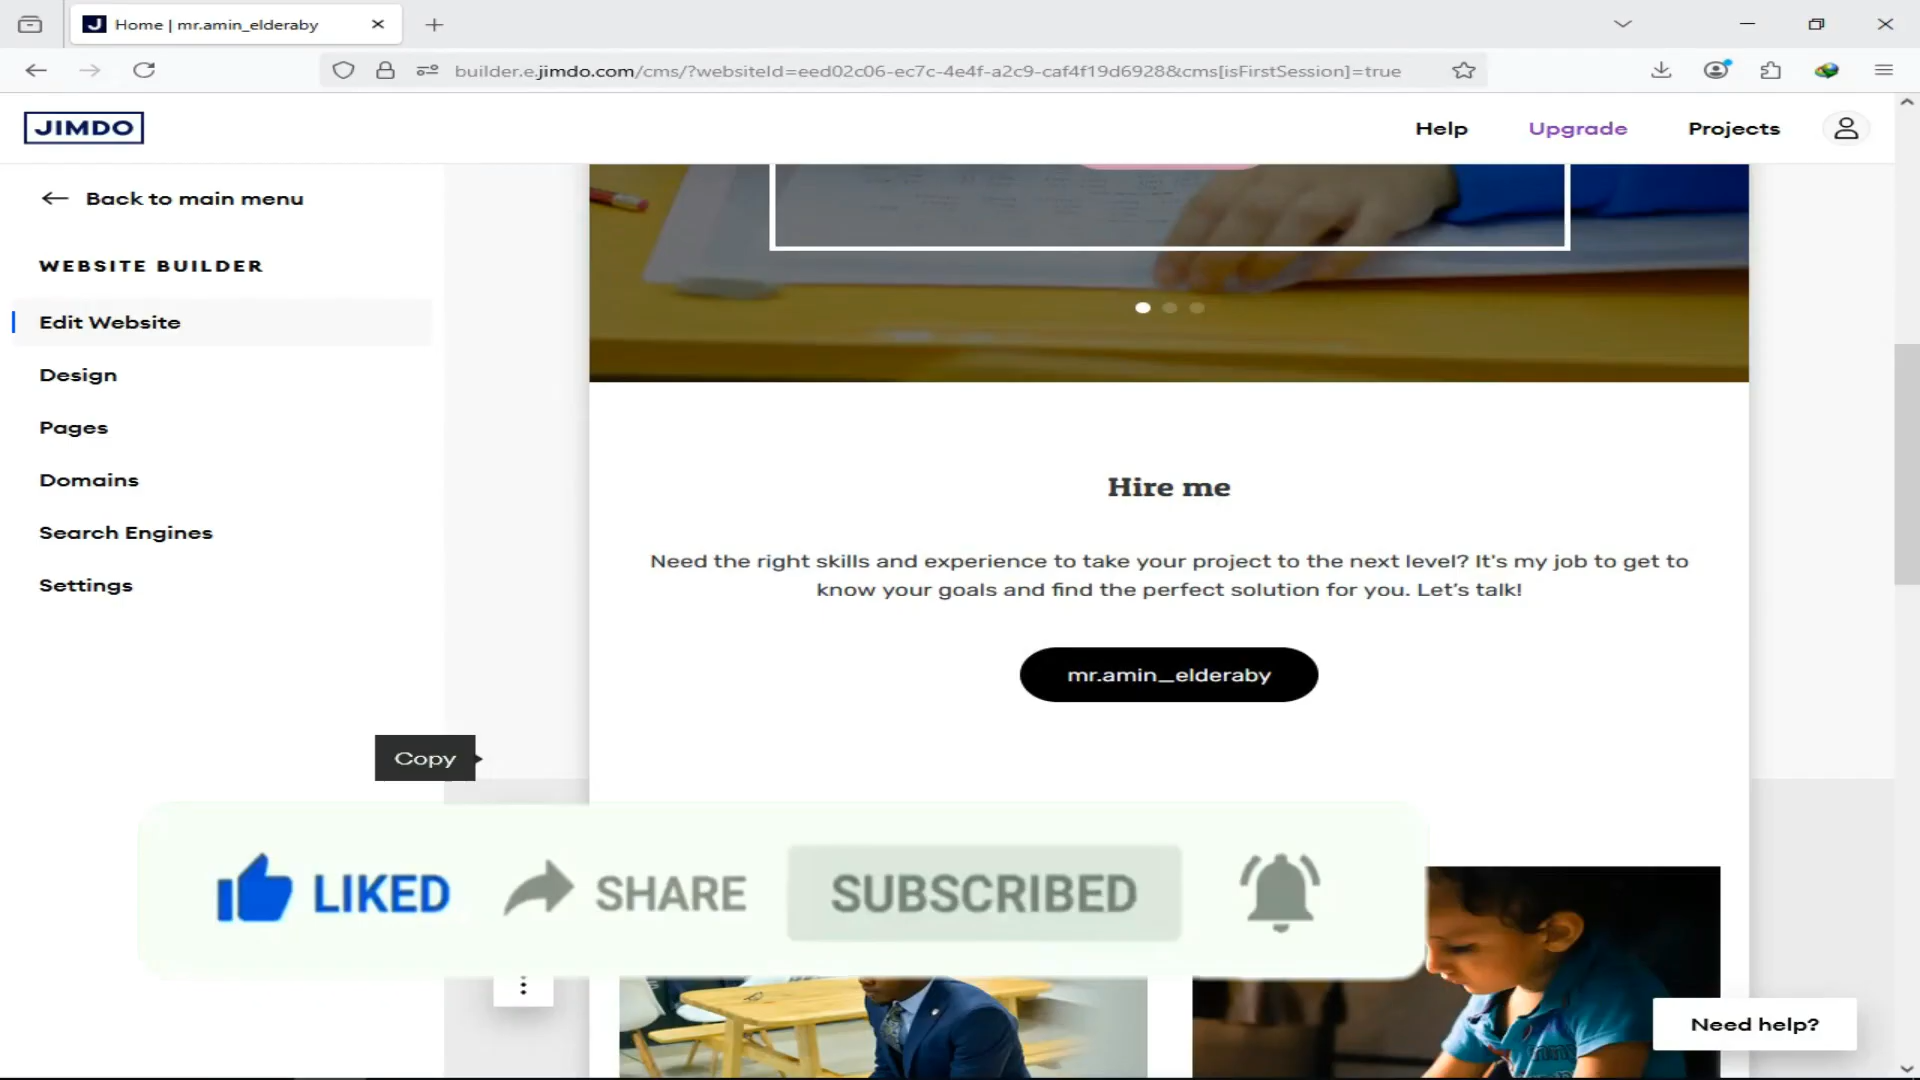 Home | mr.amin_elderaby
builder.e.jimdo.com/cms/?websiteId=eed02c06-ec7c-4e4f-a2c9-caf4f19d6928&cms[isFirstSession]=true
JIMDO
Help
Upgrade
Projects
Back to main menu
WEBSITE BUILDER
Edit Website
Design
Pages
Domains
Search Engines
Settings
Hire me
Need the right skills and experience to take your project to the next level? It's my job to get to
know your goals and find the perfect solution for you. Let's talk!
mr.amin_elderaby
Copy
LIKED
SHARE
SUBSCRIBED
Need help?